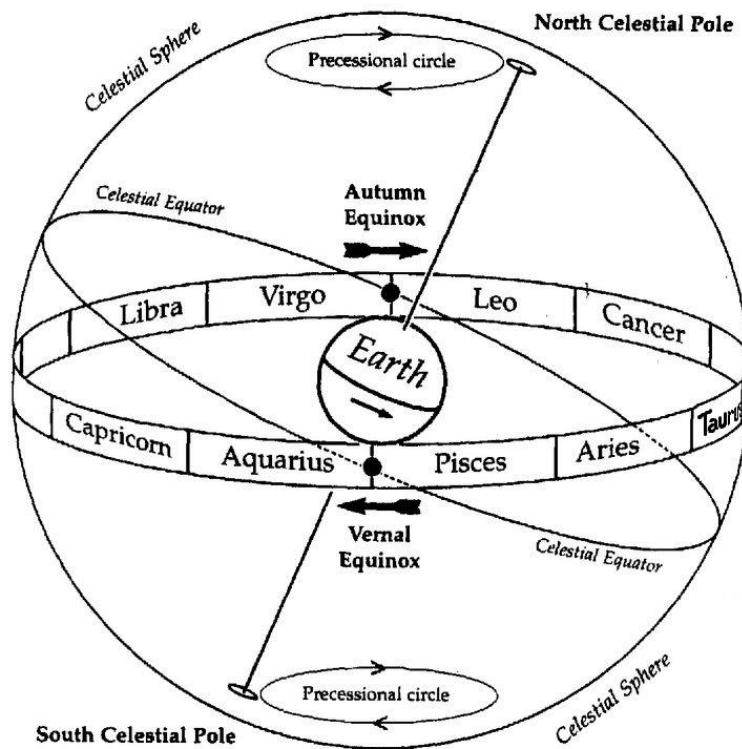 North Celestial Pole
Celestial Sphere
Precessional circle
Celestial Equator
Autumn
Equinox
Libra
Virgo
Leo
Cancer
Earth
Taurus
Capricorn
Aquarius
Pisces
Aries
Vernal
Equinox
Celestial Equator
Precessional circle
Celestial Sphere
South Celestial Pole